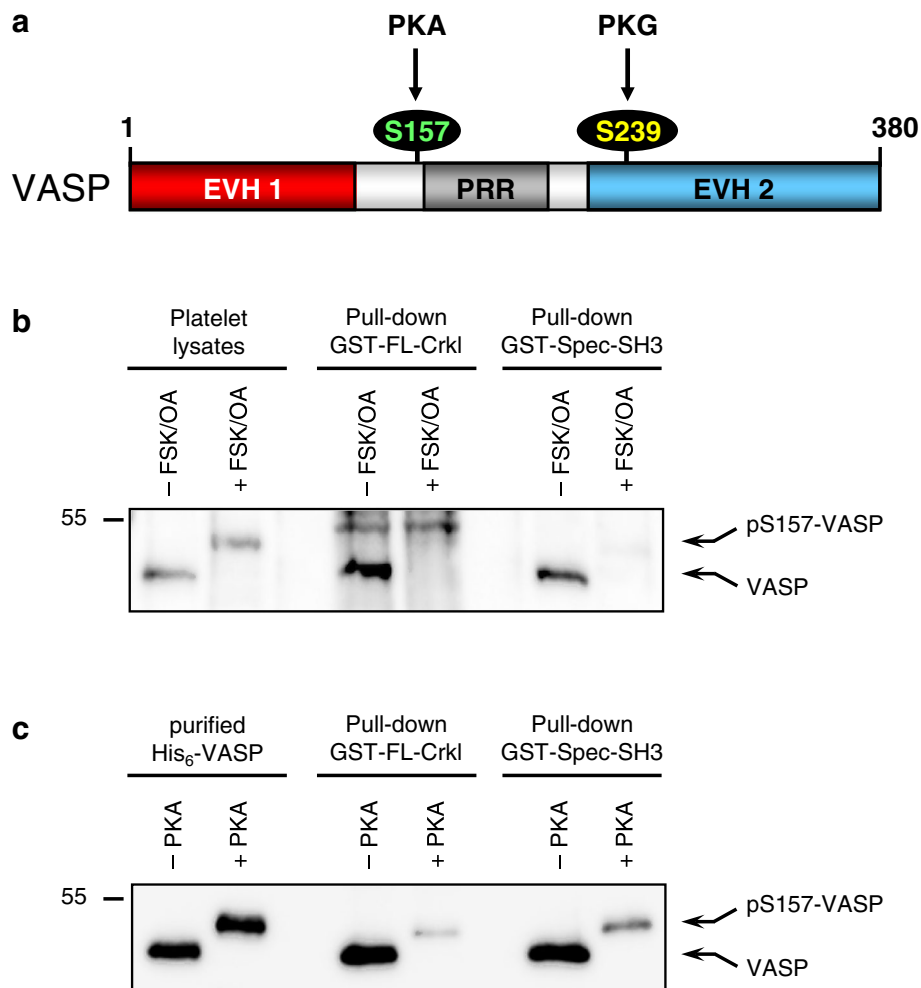 a
PKA PKG
S157 S239
1 380
VASP EVH 1 PRR EVH 2
b
Platelet lysates
Pull-down GST-FL-Crkl
Pull-down GST-Spec-SH3
– FSK/OA + FSK/OA – FSK/OA + FSK/OA – FSK/OA + FSK/OA
55
pS157-VASP
VASP
c
purified His₆-VASP
Pull-down GST-FL-Crkl
Pull-down GST-Spec-SH3
– PKA + PKA – PKA + PKA – PKA + PKA
55
pS157-VASP
VASP